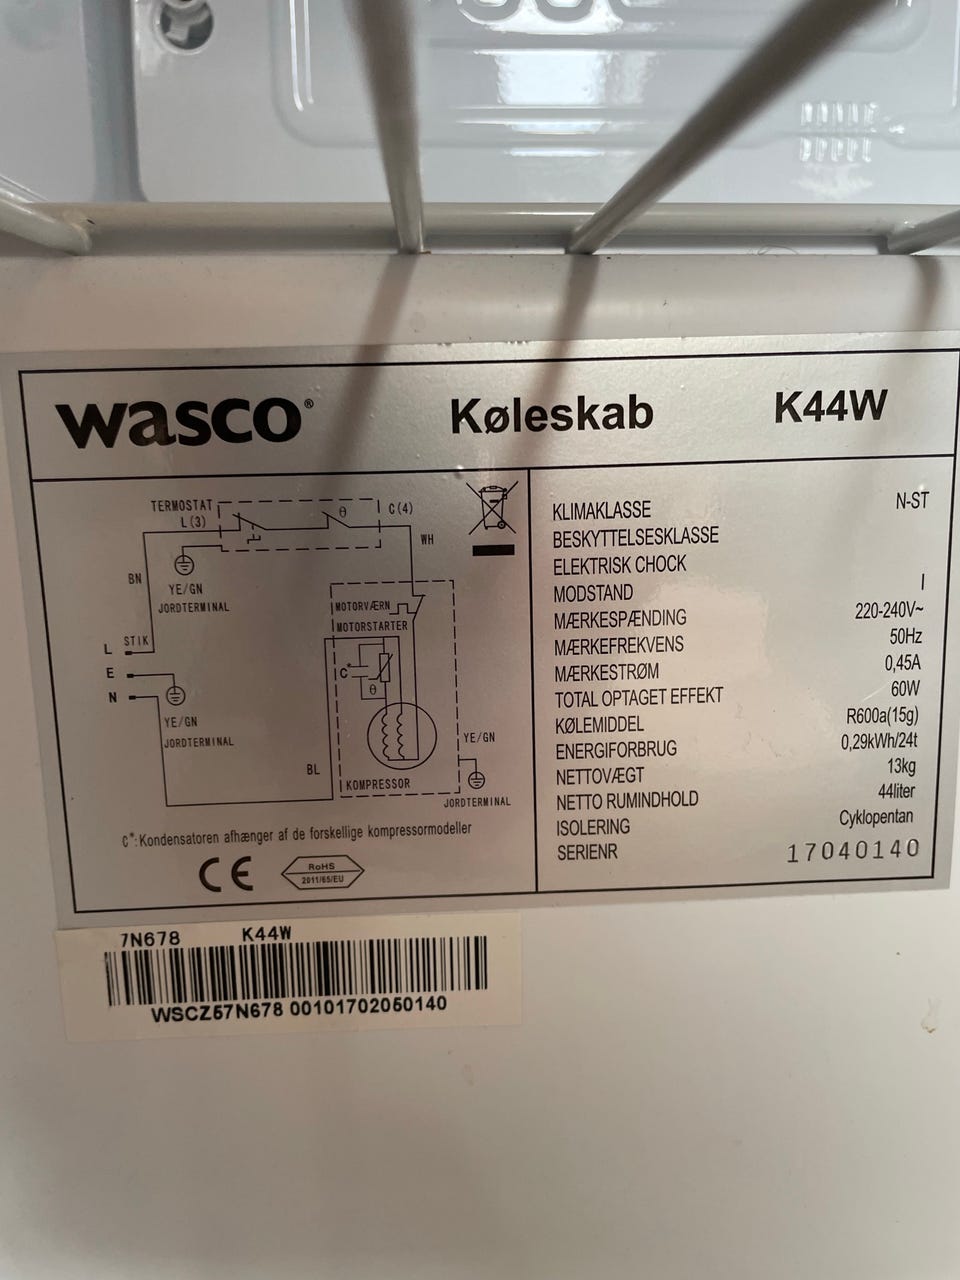 wasco® Køleskab K44W
TERMOSTAT
L(3) θ C(4)
WH
BN
YE/GN
JORDTERMINAL
MOTORVÆRN
MOTORSTARTER
STIK
L
E
N
C*
θ
YE/GN
JORDTERMINAL
YE/GN
BL
KOMPRESSOR
JORDTERMINAL
C*:Kondensatoren afhænger af de forskellige kompressormodeller
CE
RoHS
2011/65/EU
KLIMAKLASSE N-ST
BESKYTTELSESKLASSE
ELEKTRISK CHOCK
MODSTAND I
MÆRKESPÆNDING 220-240V~
MÆRKEFREKVENS 50Hz
MÆRKESTRØM 0,45A
TOTAL OPTAGET EFFEKT 60W
KØLEMIDDEL R600a(15g)
ENERGIFORBRUG 0,29kWh/24t
NETTOVÆGT 13kg
NETTO RUMINDHOLD 44liter
ISOLERING Cyklopentan
SERIENR 17040140
7N678 K44W
WSCZ57N678 00101702050140